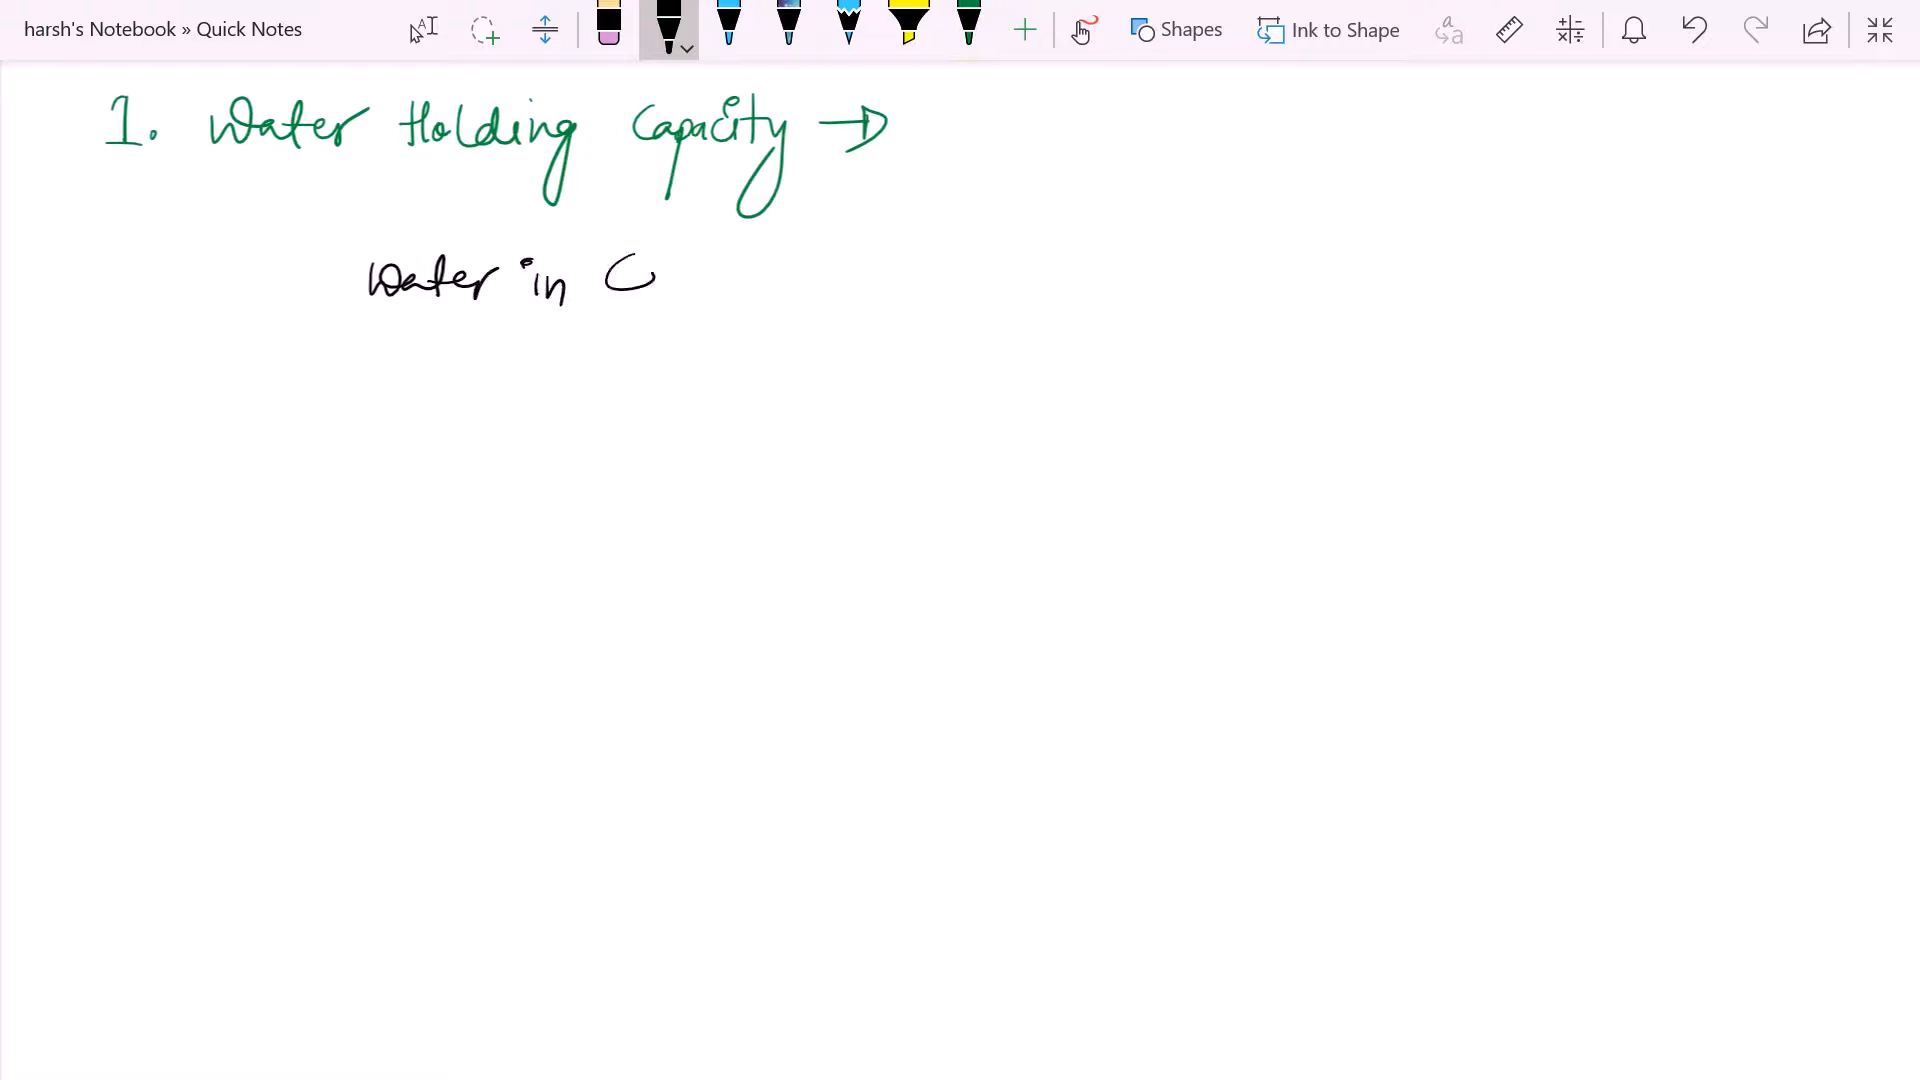 harsh's Notebook » Quick Notes Shapes Ink to Shape
1. Water Holding Capacity →
Water in C